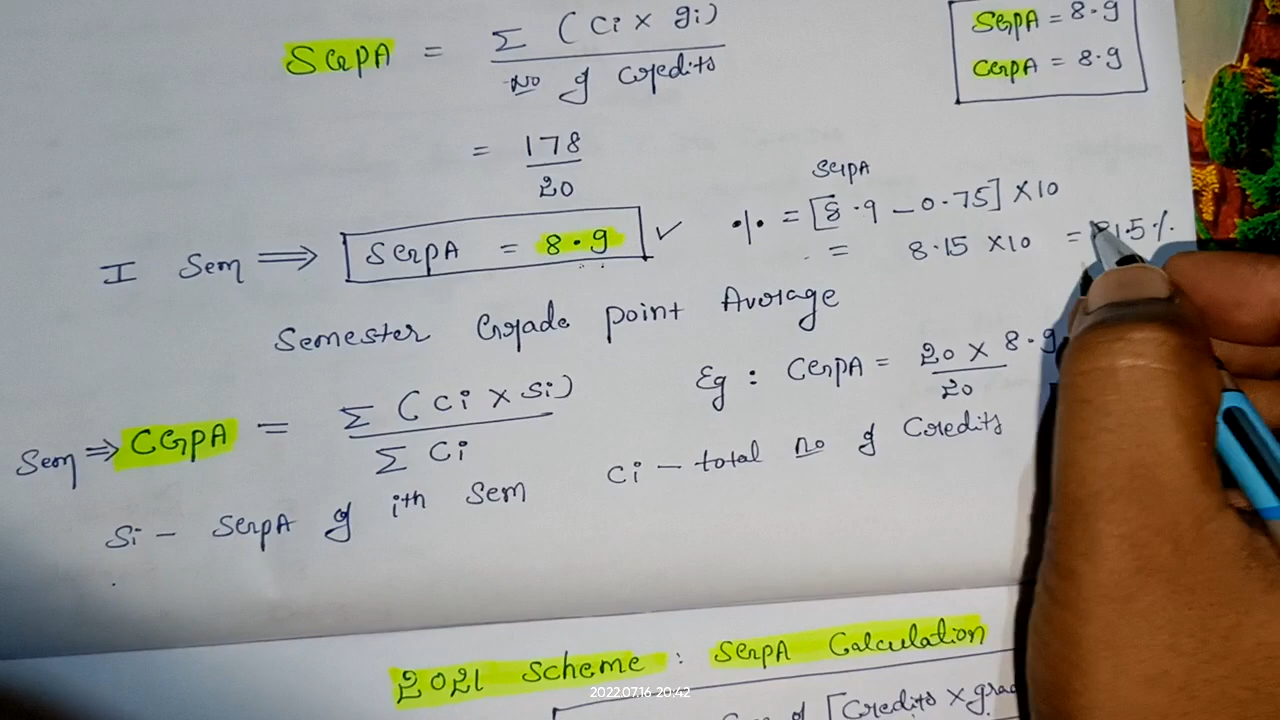 SGPA = Σ (Ci × gi)
No of Credits
SGPA = 8.9
CGPA = 8.9
= 178
20
I Sem ⇒ SGPA = 8.9 ✓
SGPA
% = [8.9 – 0.75] × 10
= 8.15 × 10 = 81.5%
Semester Grade point Average
Sem ⇒ CGPA = Σ (Ci × Si)
Σ Ci
Eg : CGPA = 20 × 8.9
20
Si – SGPA of ith Sem
Ci – total no of Credits
2021 Scheme : SGPA Calculation
of [Credits ×
2022.07.16 20:42